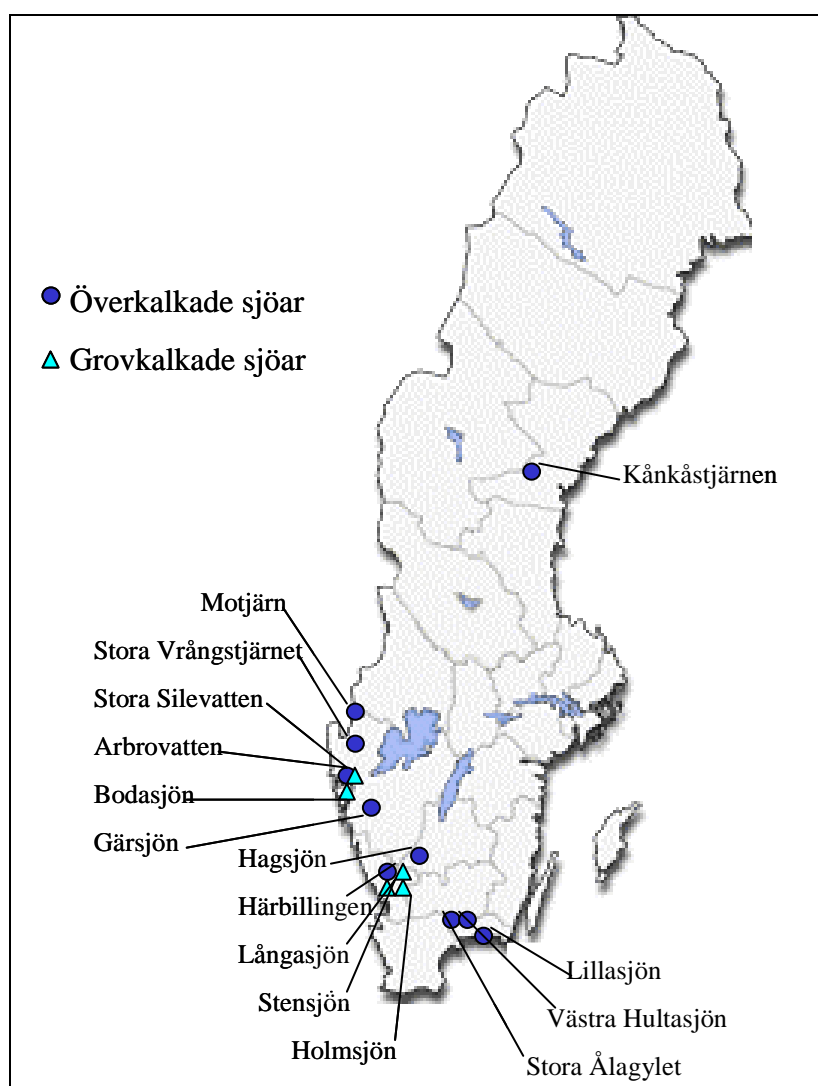 Överkalkade sjöar
Grovkalkade sjöar
Kånkåstjärnen
Motjärn
Stora Vrångstjärnet
Stora Silevatten
Arbrovatten
Bodasjön
Gärsjön
Hagsjön
Härbillingen
Långasjön
Stensjön
Holmsjön
Lillasjön
Västra Hultasjön
Stora Ålagylet